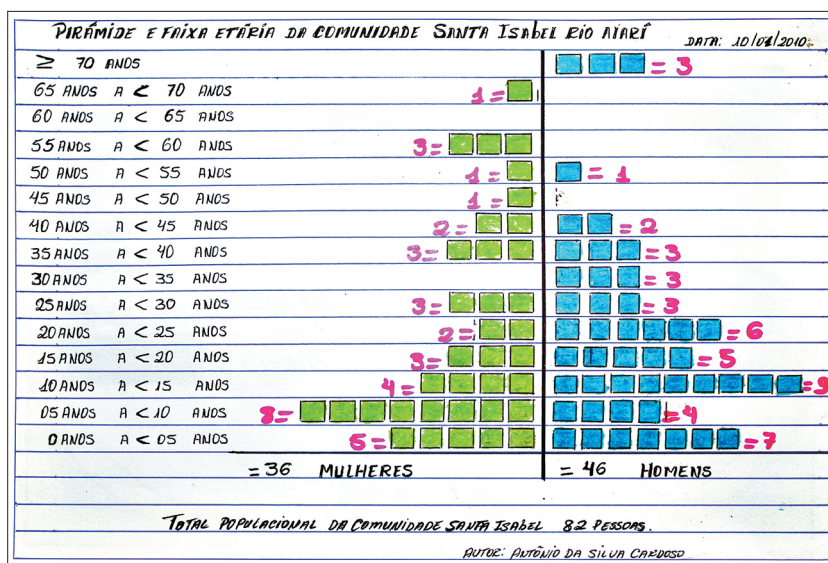 PIRÂMIDE E FAIXA ETÁRIA DA COMUNIDADE SANTA ISABEL RIO AIARÍ
DATA: 10/01/2010
≥ 70 ANOS = 3
65 ANOS A < 70 ANOS 1 =
60 ANOS A < 65 ANOS
55 ANOS A < 60 ANOS 3 =
50 ANOS A < 55 ANOS 1 = = 1
45 ANOS A < 50 ANOS 1 =
40 ANOS A < 45 ANOS 2 = = 2
35 ANOS A < 40 ANOS 3 = = 3
30 ANOS A < 35 ANOS = 3
25 ANOS A < 30 ANOS 3 = = 3
20 ANOS A < 25 ANOS 2 = = 6
15 ANOS A < 20 ANOS 3 = = 5
10 ANOS A < 15 ANOS 4 = = 9
05 ANOS A < 10 ANOS 8 = = 4
0 ANOS A < 05 ANOS 5 = = 7
= 36 MULHERES = 46 HOMENS
TOTAL POPULACIONAL DA COMUNIDADE SANTA ISABEL 82 PESSOAS.
AUTOR: ANTÔNIO DA SILVA CARDOSO